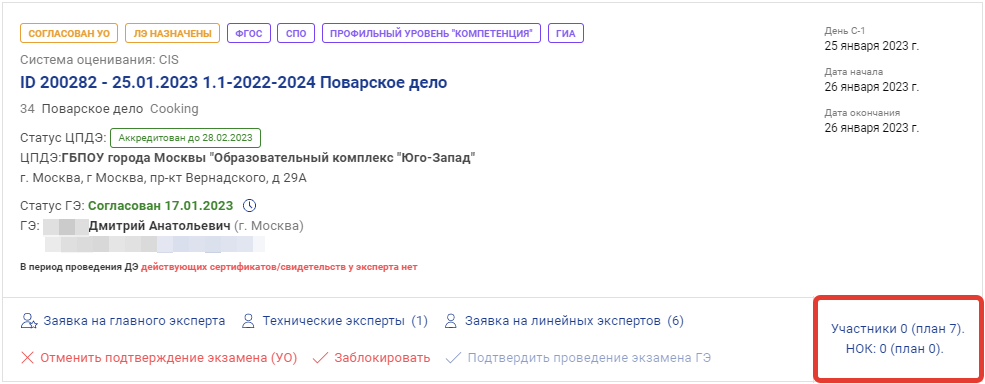 СОГЛАСОВАН УО ЛЭ НАЗНАЧЕНЫ ФГОС СПО ПРОФИЛЬНЫЙ УРОВЕНЬ "КОМПЕТЕНЦИЯ" ГИА
Система оценивания: CIS
ID 200282 - 25.01.2023 1.1-2022-2024 Поварское дело
34 Поварское дело Cooking
Статус ЦПДЭ: Аккредитован до 28.02.2023
ЦПДЭ:ГБПОУ города Москвы "Образовательный комплекс "Юго-Запад"
г. Москва, г Москва, пр-кт Вернадского, д 29А
Статус ГЭ: Согласован 17.01.2023
ГЭ: Дмитрий Анатольевич (г. Москва)
В период проведения ДЭ действующих сертификатов/свидетельств у эксперта нет
День С-1
25 января 2023 г.
Дата начала
26 января 2023 г.
Дата окончания
26 января 2023 г.
Заявка на главного эксперта Технические эксперты (1) Заявка на линейных экспертов (6)
Отменить подтверждение экзамена (УО) Заблокировать Подтвердить проведение экзамена ГЭ
Участники 0 (план 7).
НОК: 0 (план 0).